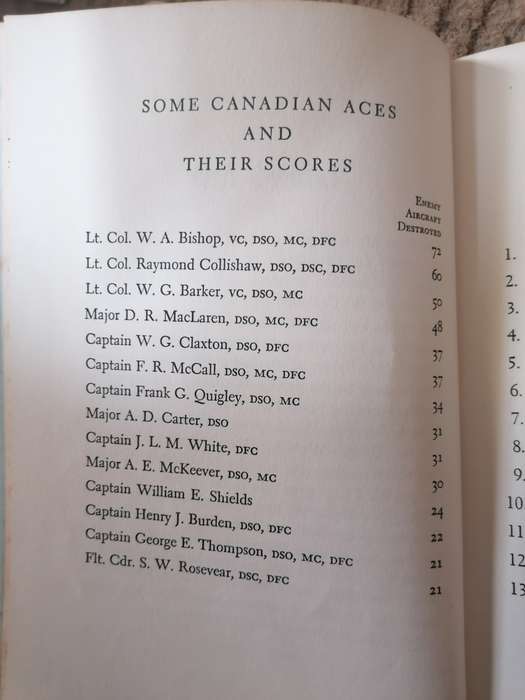 SOME CANADIAN ACES
AND
THEIR SCORES
ENEMY
AIRCRAFT
DESTROYED
Lt. Col. W. A. Bishop, VC, DSO, MC, DFC 72
Lt. Col. Raymond Collishaw, DSO, DSC, DFC 60
Lt. Col. W. G. Barker, VC, DSO, MC 50
Major D. R. MacLaren, DSO, MC, DFC 48
Captain W. G. Claxton, DSO, DFC 37
Captain F. R. McCall, DSO, MC, DFC 37
Captain Frank G. Quigley, DSO, MC 34
Major A. D. Carter, DSO 31
Captain J. L. M. White, DFC 31
Major A. E. McKeever, DSO, MC 30
Captain William E. Shields 24
Captain Henry J. Burden, DSO, DFC 22
Captain George E. Thompson, DSO, MC, DFC 21
Flt. Cdr. S. W. Rosevear, DSC, DFC 21
1.
2.
3.
4.
5.
6.
7.
8.
9.
10
11
12
13